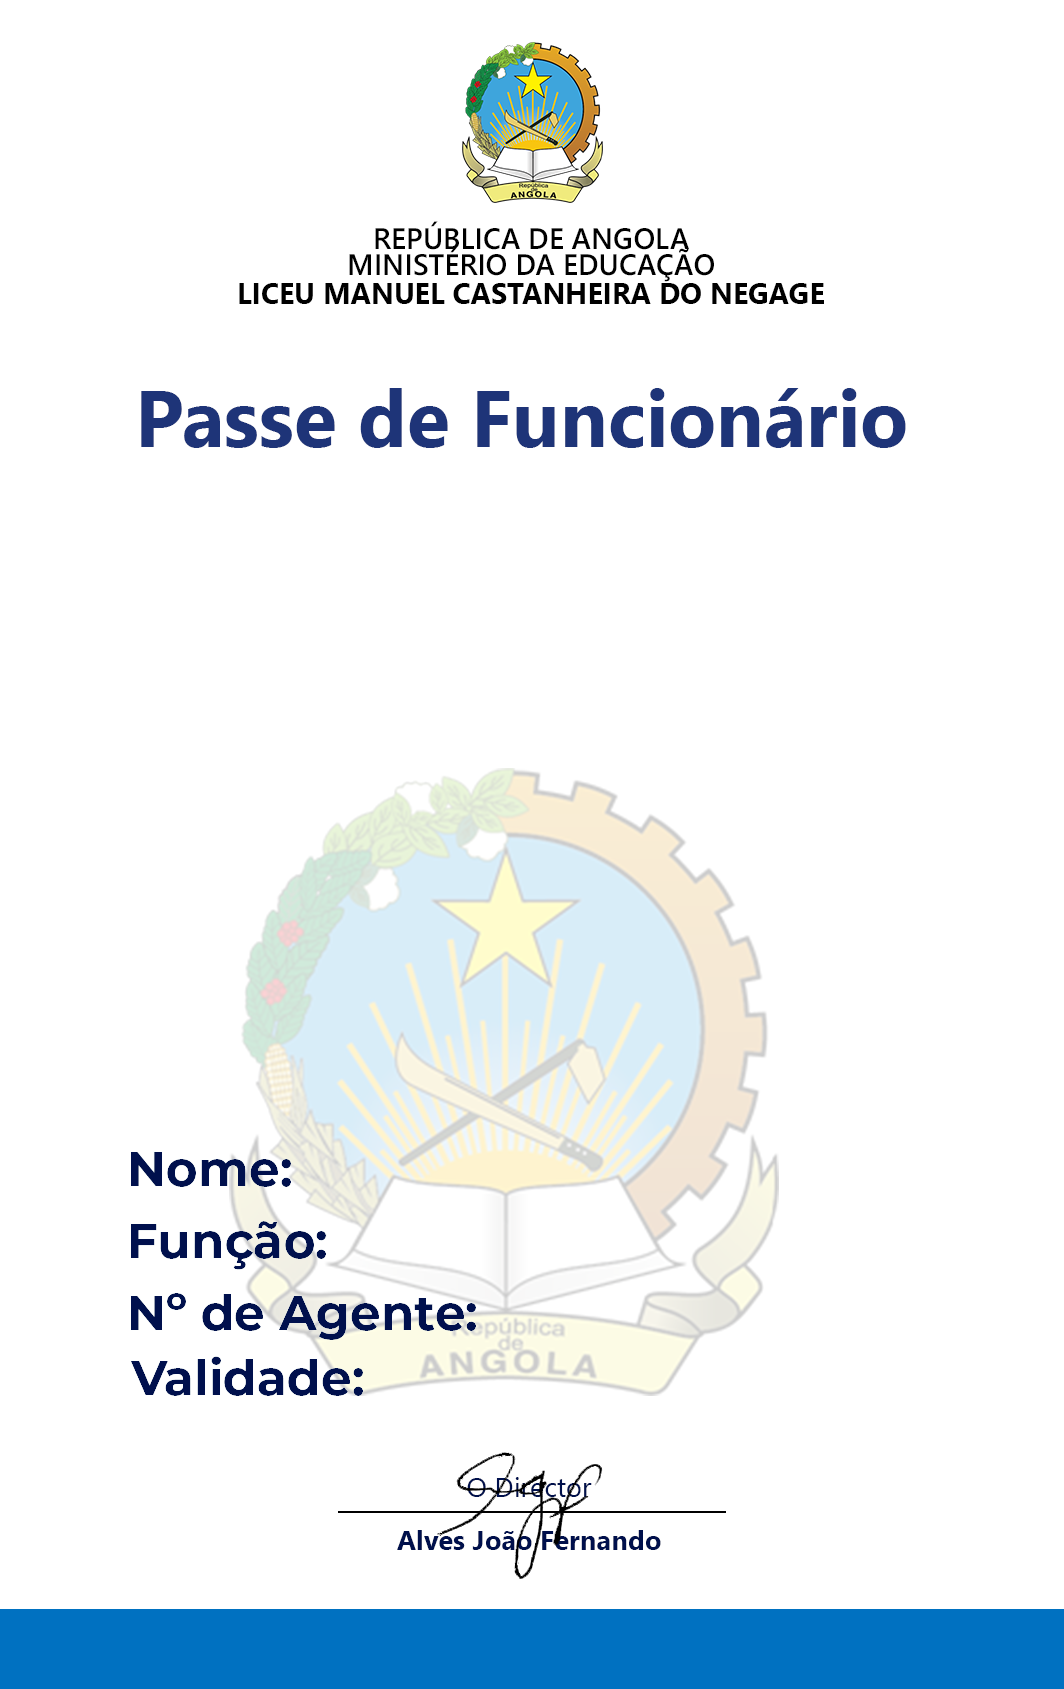 República
de
ANGOLA
REPÚBLICA DE ANGOLA
MINISTÉRIO DA EDUCAÇÃO
LICEU MANUEL CASTANHEIRA DO NEGAGE
Passe de Funcionário
Nome:
Função:
Nº de Agente:
República
de
ANGOLA
Validade:
O Director
Alves João Fernando